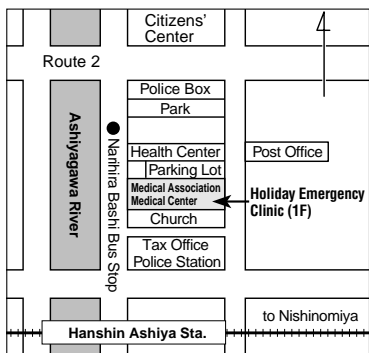 Citizens'
Center
Route 2
Police Box
Park
Ashiyagawa River
Narihira Bashi Bus Stop
Health Center
Post Office
Parking Lot
Medical Association
Medical Center
Holiday Emergency
Clinic (1F)
Church
Tax Office
Police Station
to Nishinomiya
Hanshin Ashiya Sta.